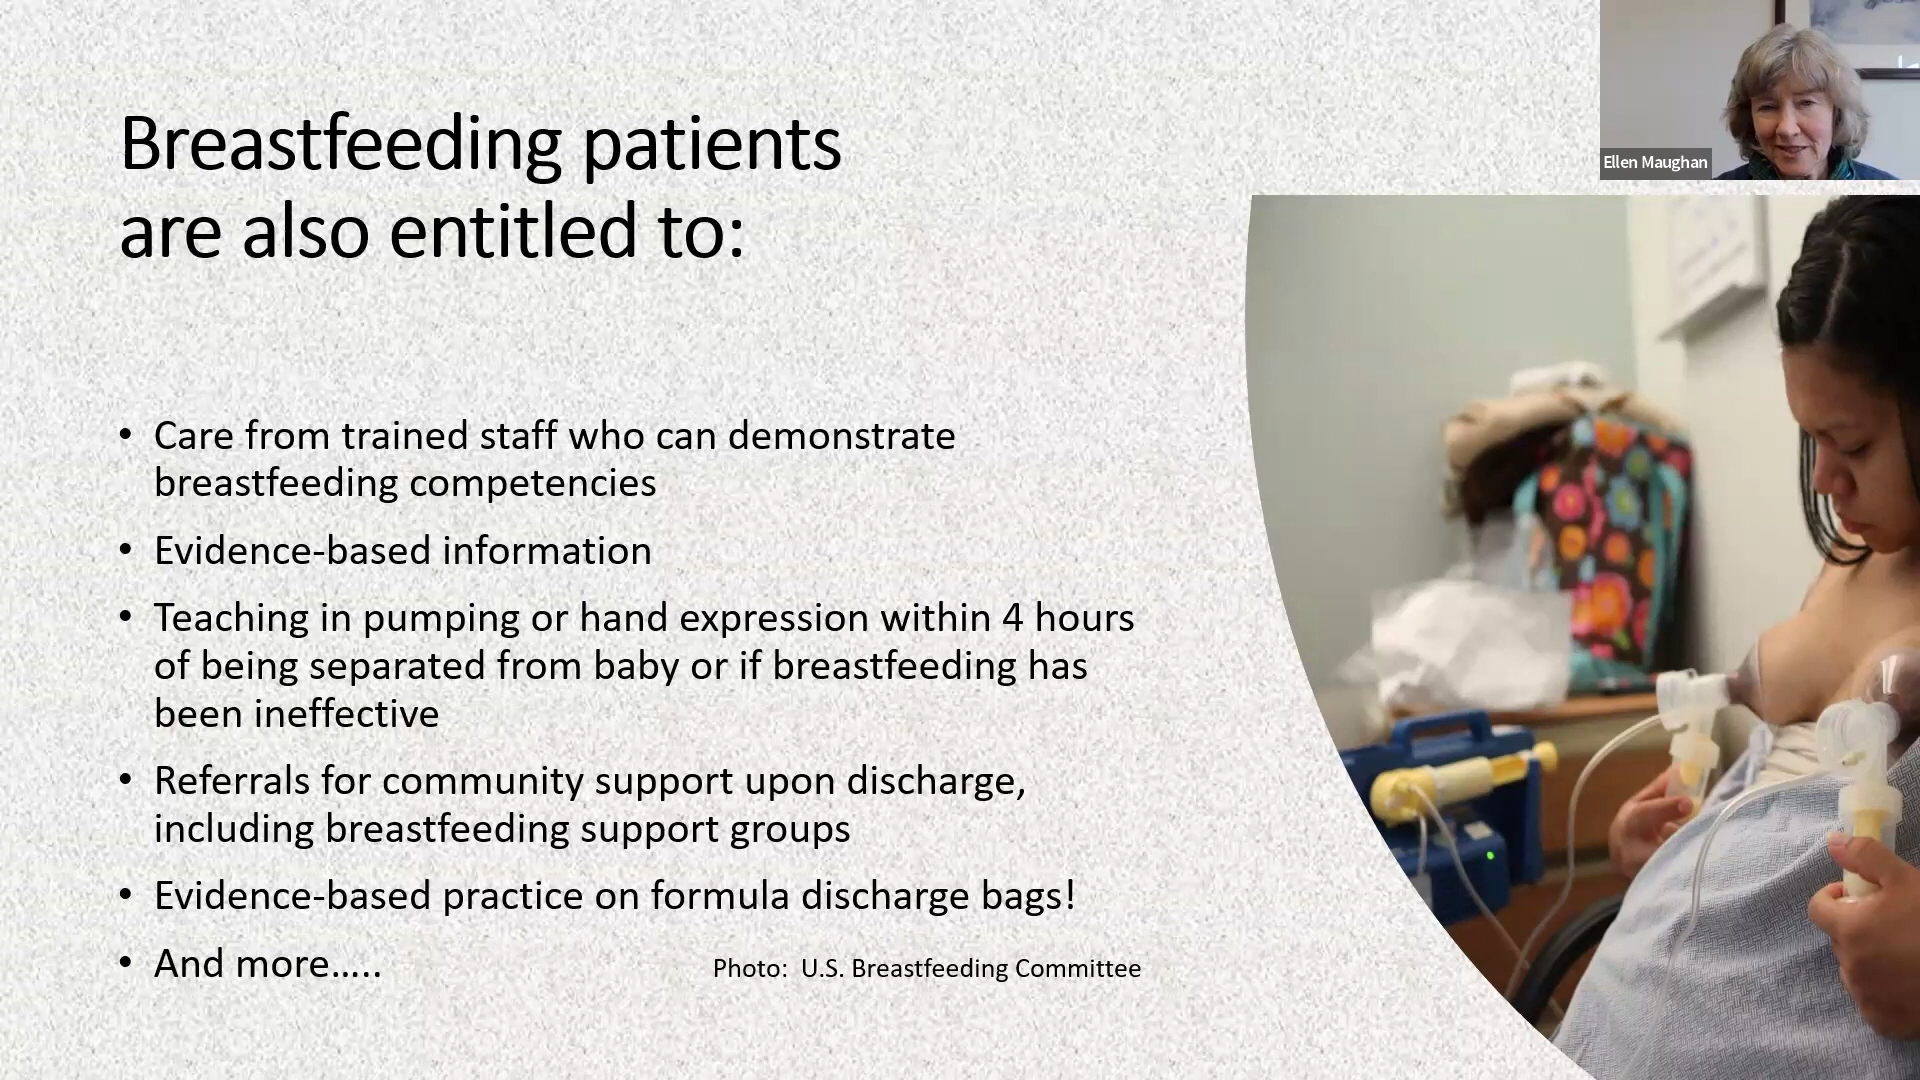 Breastfeeding patients
are also entitled to:
Ellen Maughan
• Care from trained staff who can demonstrate
breastfeeding competencies
• Evidence-based information
• Teaching in pumping or hand expression within 4 hours
of being separated from baby or if breastfeeding has
been ineffective
• Referrals for community support upon discharge,
including breastfeeding support groups
• Evidence-based practice on formula discharge bags!
• And more…..
Photo:  U.S. Breastfeeding Committee